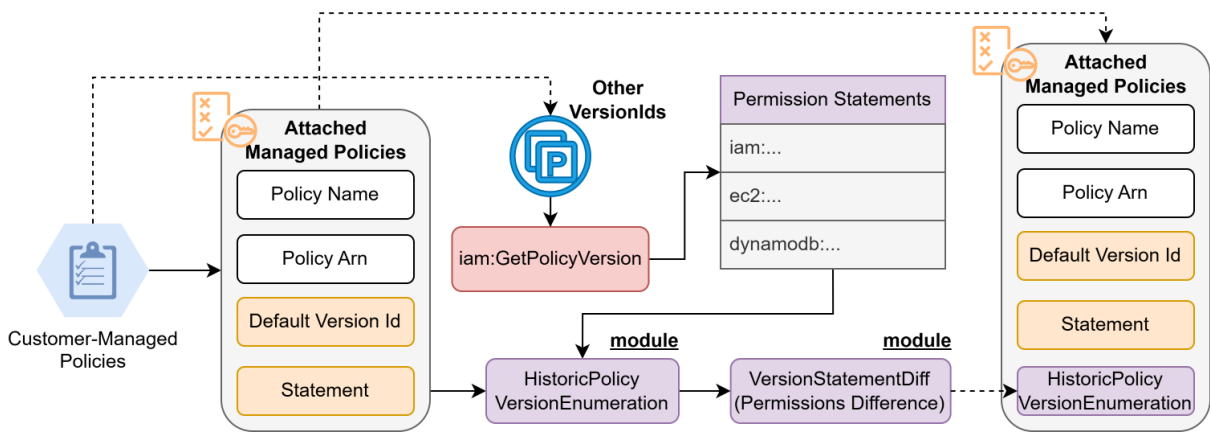 Customer-Managed
Policies
Attached
Managed Policies
Policy Name
Policy Arn
Default Version Id
Statement
Other
VersionIds
P
iam:GetPolicyVersion
Permission Statements
iam:...
ec2:...
dynamodb:...
module
HistoricPolicy
VersionEnumeration
module
VersionStatementDiff
(Permissions Difference)
Attached
Managed Policies
Policy Name
Policy Arn
Default Version Id
Statement
HistoricPolicy
VersionEnumeration